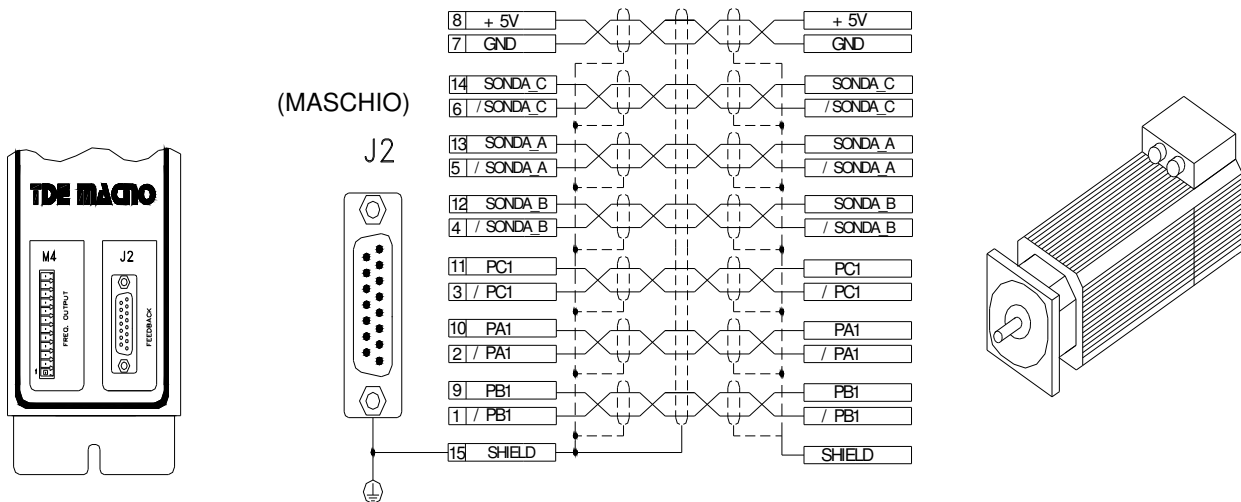 TDE MACNO
M4
J2
FREQ. OUTPUT
FEEDBACK
1
(MASCHIO)
J2
8 + 5V + 5V
7 GND GND
14 SONDA_C SONDA_C
6 / SONDA_C / SONDA_C
13 SONDA_A SONDA_A
5 / SONDA_A / SONDA_A
12 SONDA_B SONDA_B
4 / SONDA_B / SONDA_B
11 PC1 PC1
3 / PC1 / PC1
10 PA1 PA1
2 / PA1 / PA1
9 PB1 PB1
1 / PB1 / PB1
15 SHIELD SHIELD